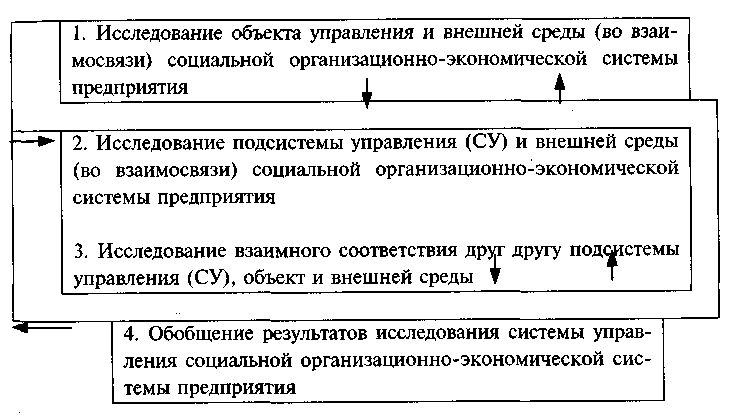 1. Исследование объекта управления и внешней среды (во взаи-
мосвязи) социальной организационно-экономической системы
предприятия
2. Исследование подсистемы управления (СУ) и внешней среды
(во взаимосвязи) социальной организационно-экономической
системы предприятия
3. Исследование взаимного соответствия друг другу подсистемы
управления (СУ), объект и внешней среды
4. Обобщение результатов исследования системы управ-
ления социальной организационно-экономической сис-
темы предприятия